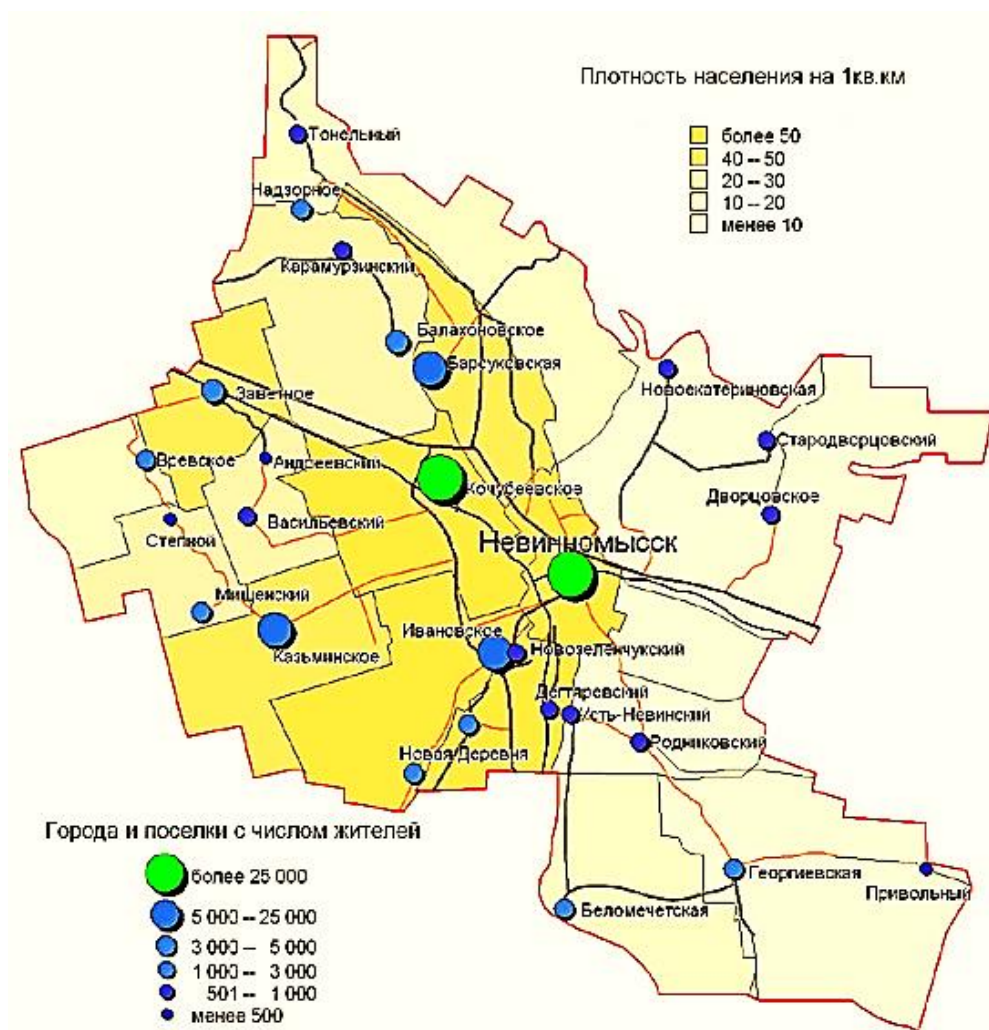 Плотность населения на 1кв.км
более 50
40 -- 50
20 -- 30
10 -- 20
менее 10
Тонельный
Надзорное
Карамурзинский
Балахоновское
Барсуковская
Новоекатериновская
Заветное
Стародворцовский
Вревское
Андреевский
Кочубеевское
Дворцовское
Васильевский
Степной
Невинномысск
Мищенский
Ивановское
Новозеленчукский
Казьминское
Дегтяревский
Усть-Невинский
Родниковский
Новая Деревня
Города и поселки с числом жителей
более 25 000
Георгиевская
Привольный
5 000 -- 25 000
Беломечетская
3 000 -- 5 000
1 000 -- 3 000
501 -- 1 000
менее 500